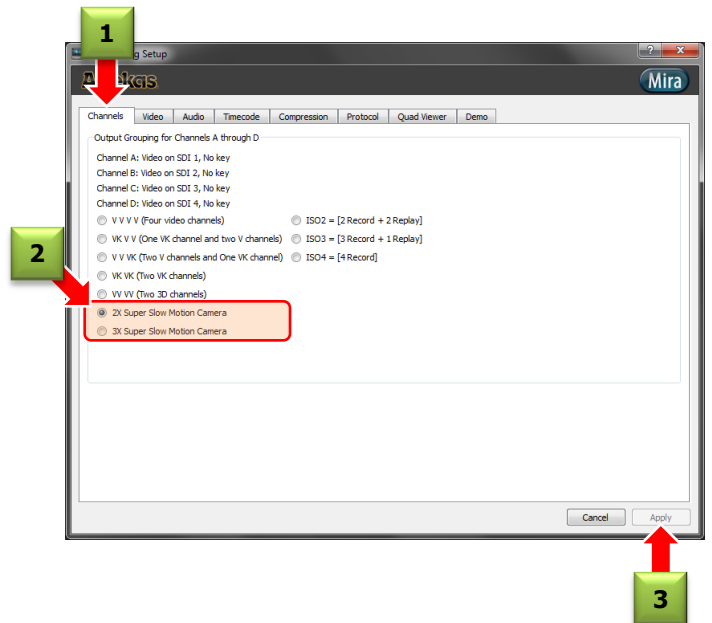 1
g Setup
? x
Mira
Channels Video Audio Timecode Compression Protocol Quad Viewer Demo
Output Grouping for Channels A through D
Channel A: Video on SDI 1, No key
Channel B: Video on SDI 2, No key
Channel C: Video on SDI 3, No key
Channel D: Video on SDI 4, No key
V V V V (Four video channels) ISO2 = [2 Record + 2 Replay]
VK V V (One VK channel and two V channels) ISO3 = [3 Record + 1 Replay]
V V VK (Two V channels and One VK channel) ISO4 = [4 Record]
2
VK VK (Two VK channels)
VV VV (Two 3D channels)
2X Super Slow Motion Camera
3X Super Slow Motion Camera
Cancel Apply
3